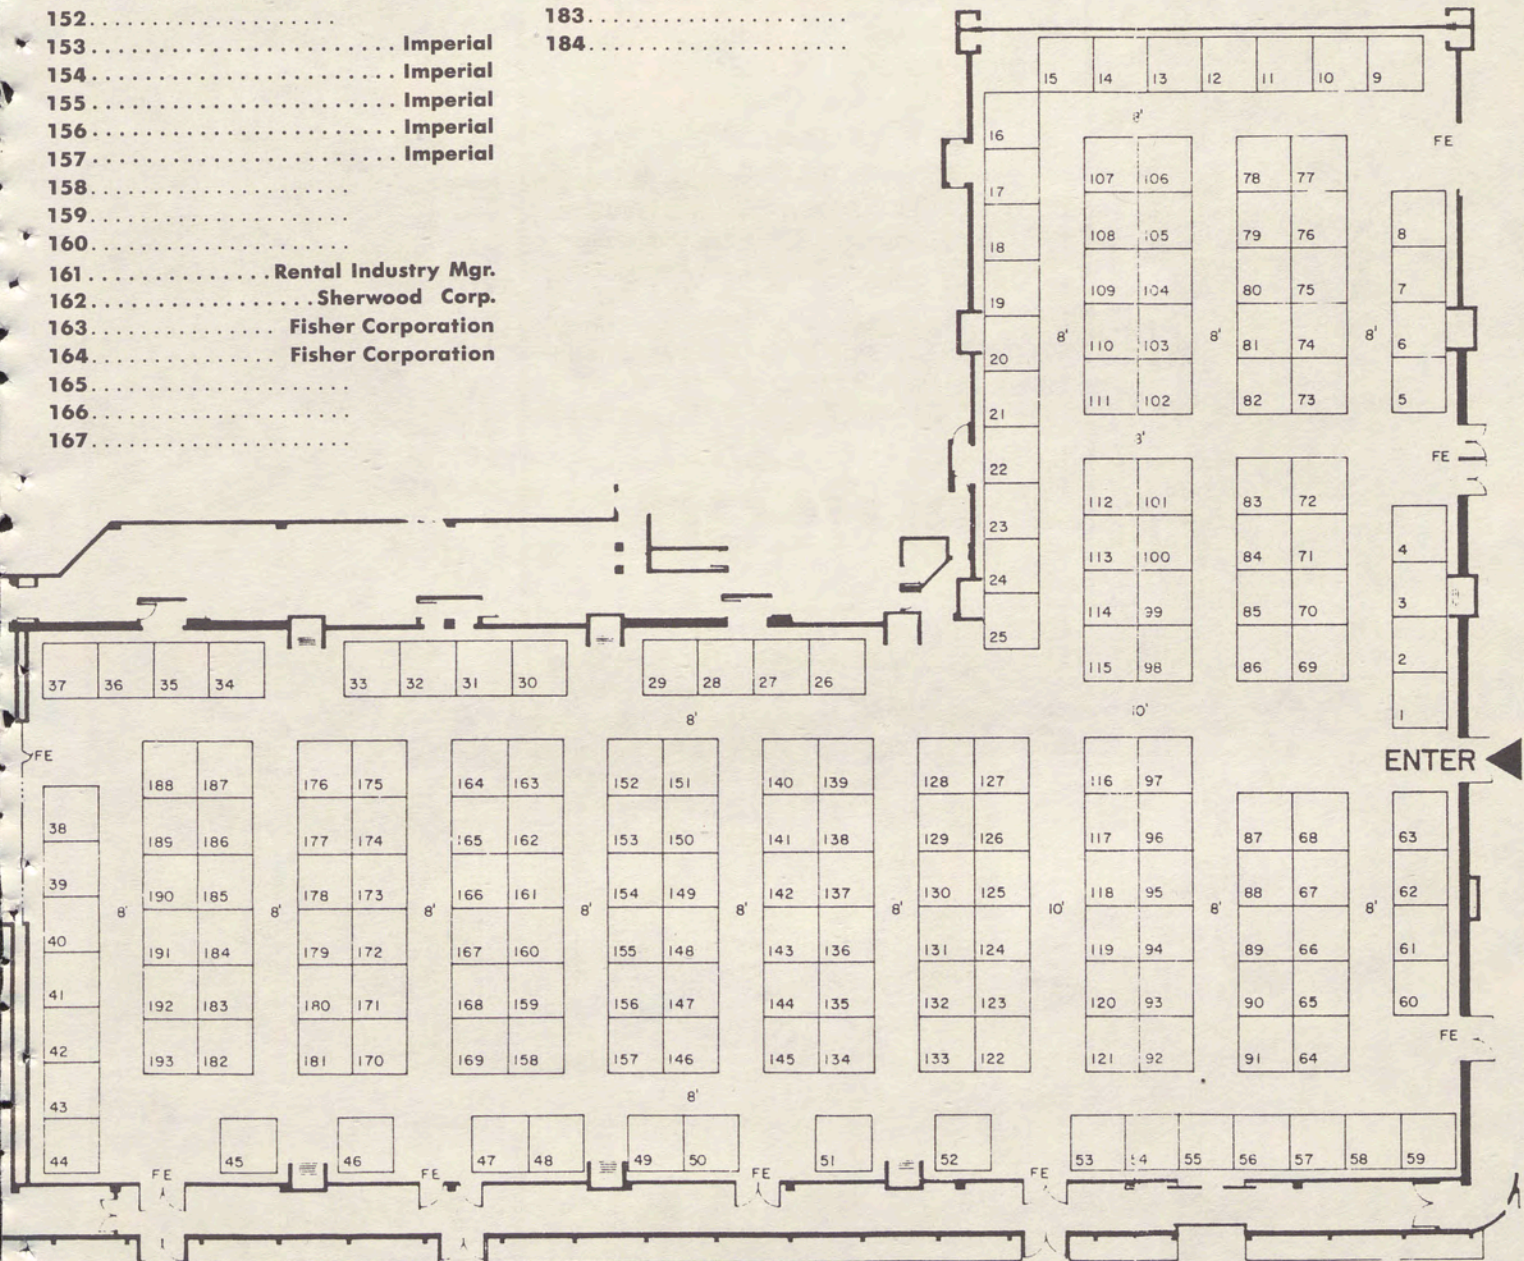 152....................
153........................ Imperial
154........................ Imperial
155........................ Imperial
156........................ Imperial
157........................ Imperial
158....................
159....................
160....................
161..............Rental Industry Mgr.
162.................Sherwood Corp.
163.............. Fisher Corporation
164.............. Fisher Corporation
165....................
166....................
167....................
183....................
184....................
15 14 13 12 11 10 9
8'
16
FE
107 106 78 77
17
108 105 79 76 8
18
109 104 80 75 7
19
8' 110 103 8' 81 74 8' 6
20
111 102 82 73 5
21
FE
22
112 101 83 72
23
113 100 84 71 4
24
114 99 85 70 3
25
115 98 86 69 2
37 36 35 34 33 32 31 30 29 28 27 26
8' 10' 1
FE
ENTER
188 187 176 175 164 163 152 151 140 139 128 127 116 97
38
189 186 177 174 165 162 153 150 141 138 129 126 117 96 87 68 63
39
190 185 178 173 166 161 154 149 142 137 130 125 118 95 88 67 62
8' 8' 8' 8' 8' 8' 10' 8' 8'
40
191 184 179 172 167 160 155 148 143 136 131 124 119 94 89 66 61
41
192 183 180 171 168 159 156 147 144 135 132 123 120 93 90 65 60
FE
42
193 182 181 170 169 158 157 146 145 134 133 122 121 92 91 64
8'
43
44 45 46 47 48 49 50 51 52 53 54 55 56 57 58 59
FE FE FE FE